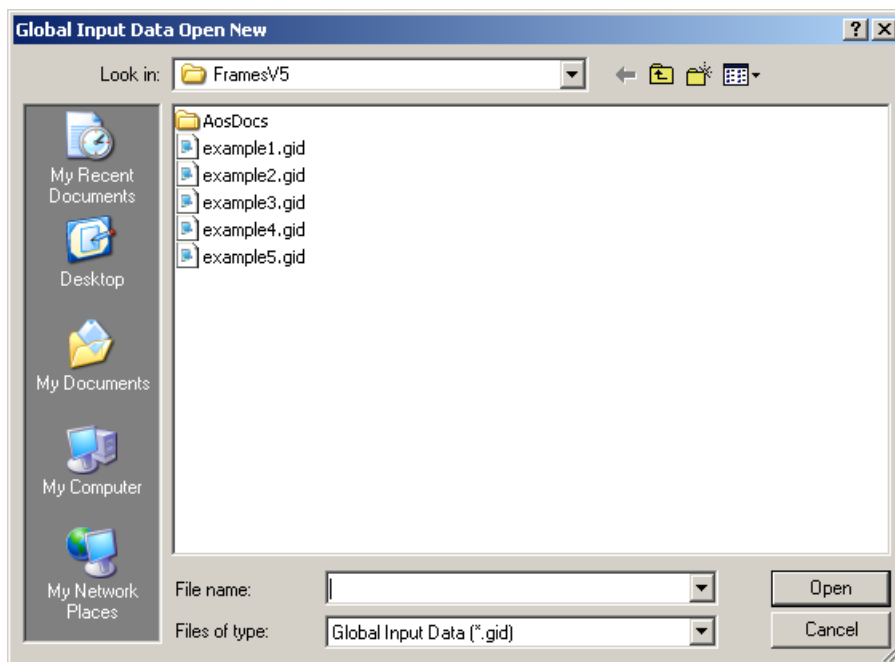 Global Input Data Open New
Look in: FramesV5
My Recent
Documents
Desktop
My Documents
My Computer
My Network
Places
AosDocs
example1.gid
example2.gid
example3.gid
example4.gid
example5.gid
File name:
Open
Files of type: Global Input Data (*.gid)
Cancel